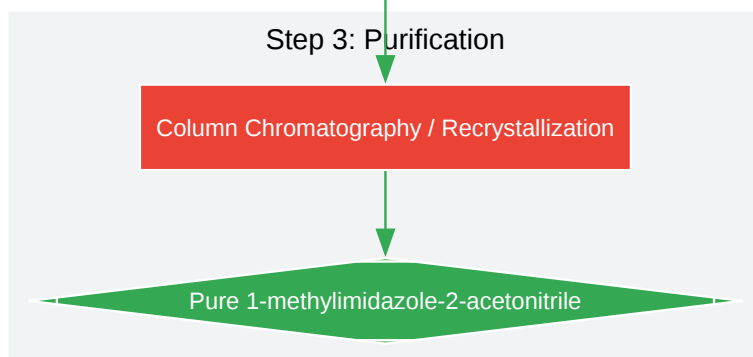 Step 3: Purification
Column Chromatography / Recrystallization
Pure 1-methylimidazole-2-acetonitrile